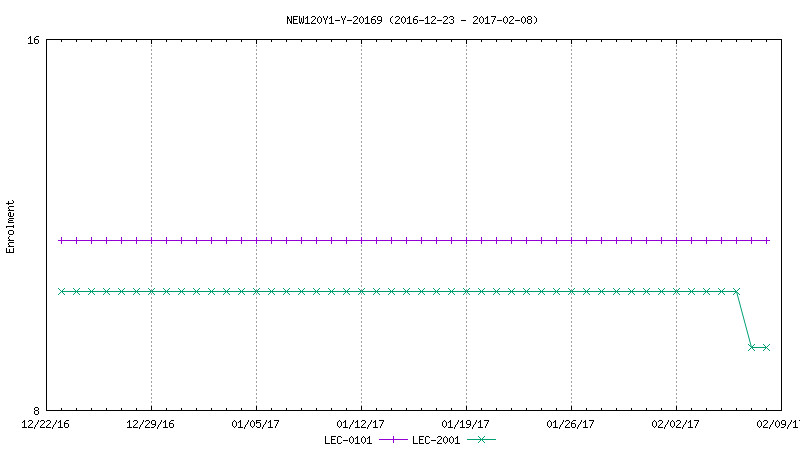 NEW120Y1-Y-20169 (2016-12-23 - 2017-02-08)
16
Enrolment
8
12/22/16 12/29/16 01/05/17 01/12/17 01/19/17 01/26/17 02/02/17 02/09/1
LEC-0101 LEC-2001